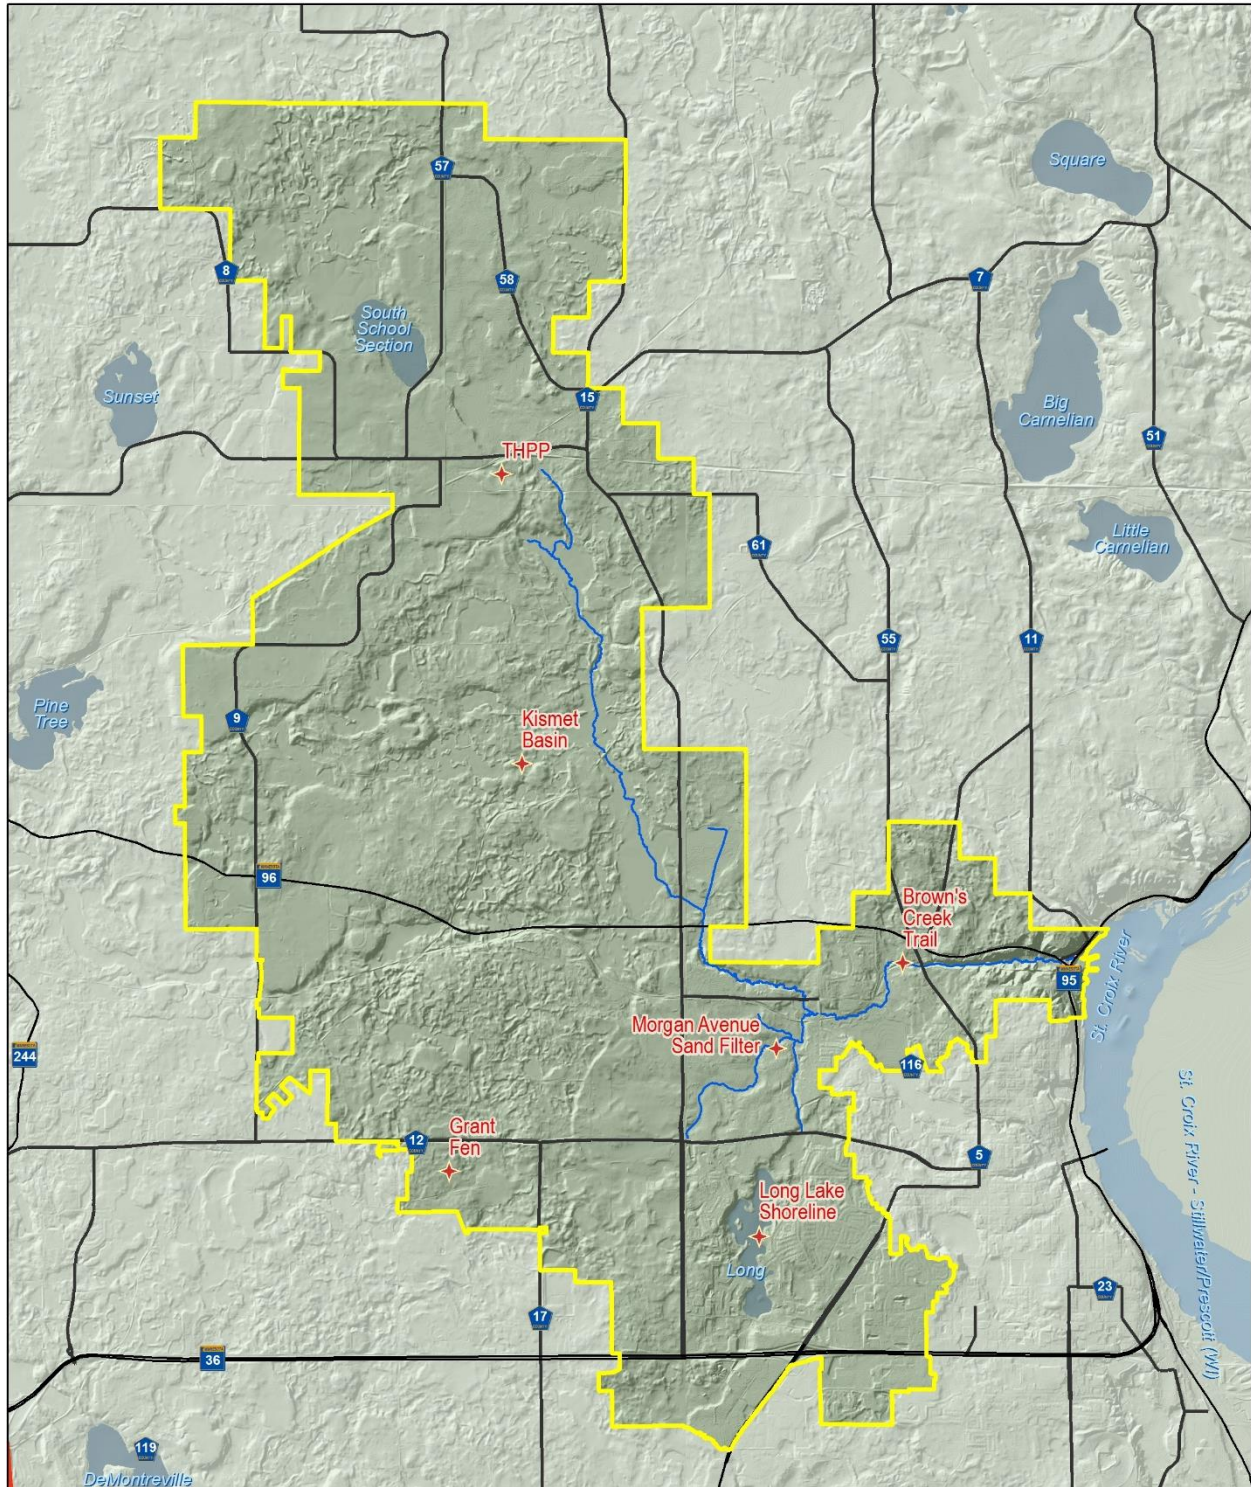 57
Square
8
58
7
South
School
Section
Sunset
15
Big
Carnelian
51
THPP
61
Little
Carnelian
55
11
Pine
Tree
9
Kismet
Basin
96
Brown's
Creek
Trail
95
St. Croix River
Morgan Avenue
Sand Filter
244
116
Grant
Fen
12
5
Long Lake
Shoreline
Long
St. Croix River - Stillwater/Prescott (WI)
23
17
36
119
DeMontreville